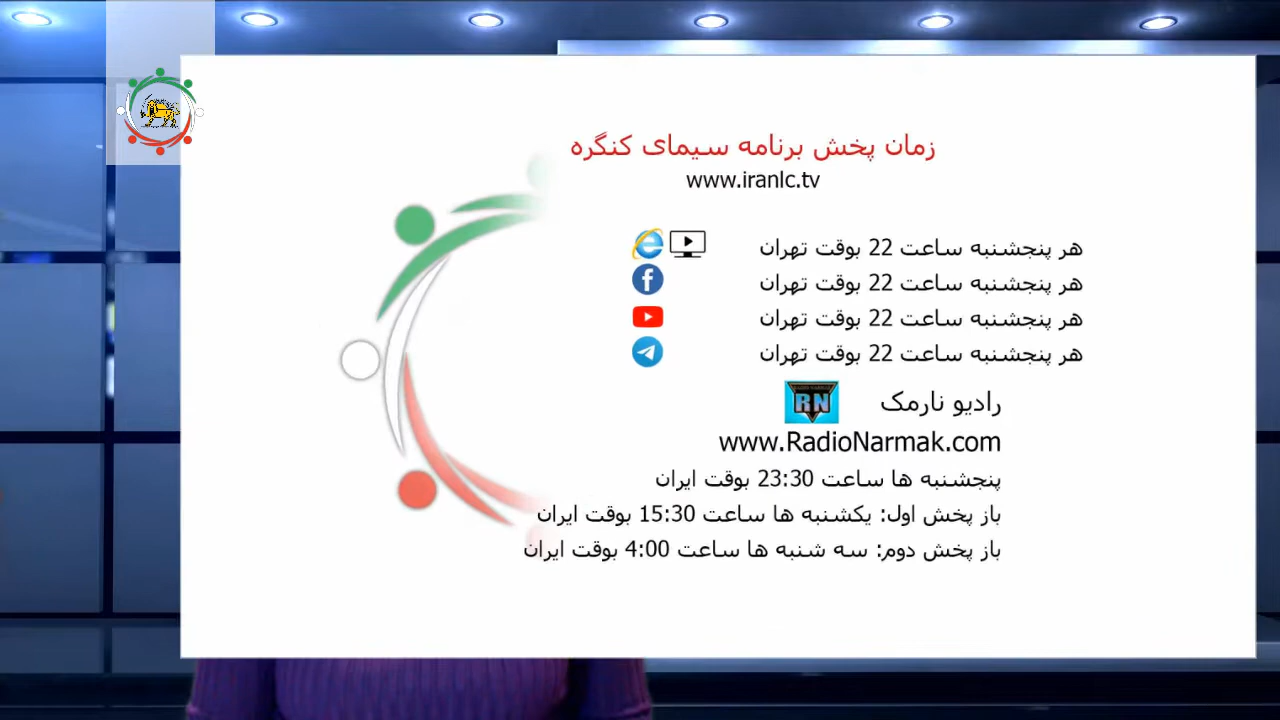 زمان پخش برنامه سیمای کنگره
www.iranlc.tv
هر پنجشنبه ساعت 22 بوقت تهران
هر پنجشنبه ساعت 22 بوقت تهران
هر پنجشنبه ساعت 22 بوقت تهران
هر پنجشنبه ساعت 22 بوقت تهران
رادیو نارمک
RN
www.RadioNarmak.com
پنجشنبه ها ساعت 23:30 بوقت ایران
باز پخش اول: یکشنبه ها ساعت 15:30 بوقت ایران
باز پخش دوم: سه شنبه ها ساعت 4:00 بوقت ایران